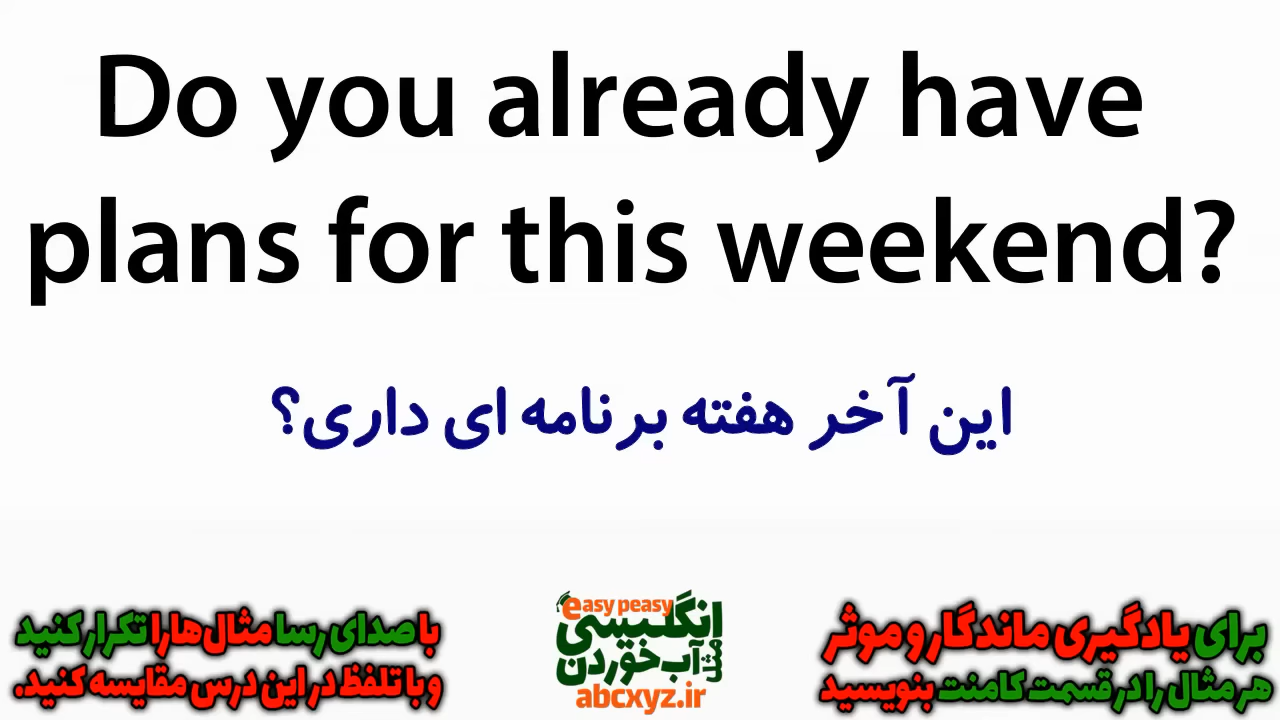 Do you already have
plans for this weekend?
این آخر هفته برنامه ای داری؟
برای یادگیری ماندگار و موثر
هر مثال را در قسمت کامنت بنویسید
easy peasy
انگلیسی
مثل آب خوردن
abcxyz.ir
با صدای رسا مثال ها را تکرار کنید
و با تلفظ در این درس مقایسه کنید.